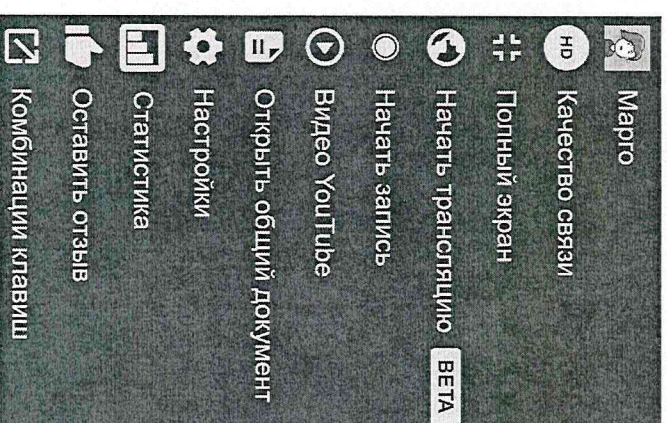 Марго
HD Качество связи
Полный экран
Начать трансляцию BETA
Начать запись
Видео YouTube
Открыть общий документ
Настройки
Статистика
Оставить отзыв
Комбинации клавиш